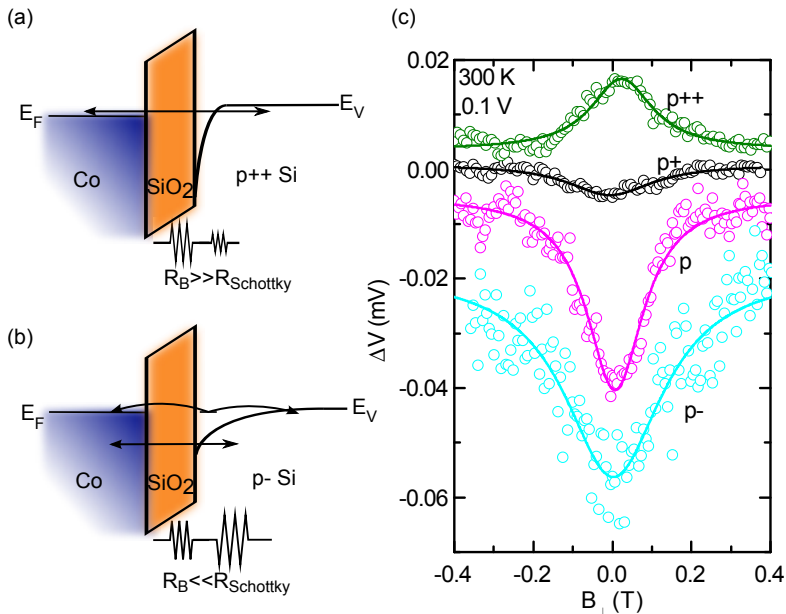 (a)
E_F
E_V
Co
SiO₂
p++ Si
R_B>>R_Schottky
(b)
E_F
E_V
Co
SiO₂
p- Si
R_B<<R_Schottky
(c)
300 K
0.1 V
p++
p+
p
p-
0.02
0.00
-0.02
-0.04
-0.06
ΔV (mV)
-0.4 -0.2 0.0 0.2 0.4
B_⊥ (T)